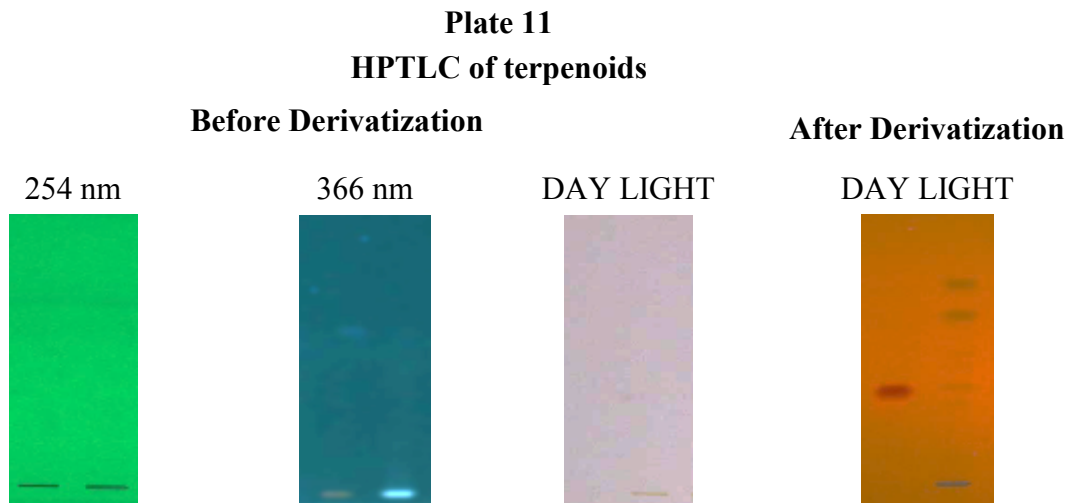 Plate 11
HPTLC of terpenoids
Before Derivatization
After Derivatization
254 nm
366 nm
DAY LIGHT
DAY LIGHT